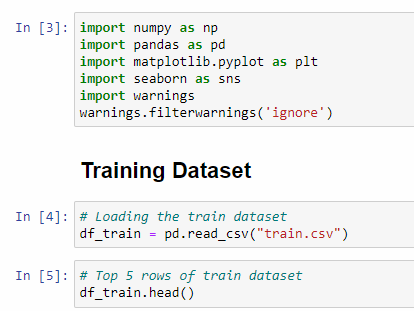 In [3]: import numpy as np
import pandas as pd
import matplotlib.pyplot as plt
import seaborn as sns
import warnings
warnings.filterwarnings('ignore')
Training Dataset
In [4]: # Loading the train dataset
df_train = pd.read_csv("train.csv")
In [5]: # Top 5 rows of train dataset
df_train.head()